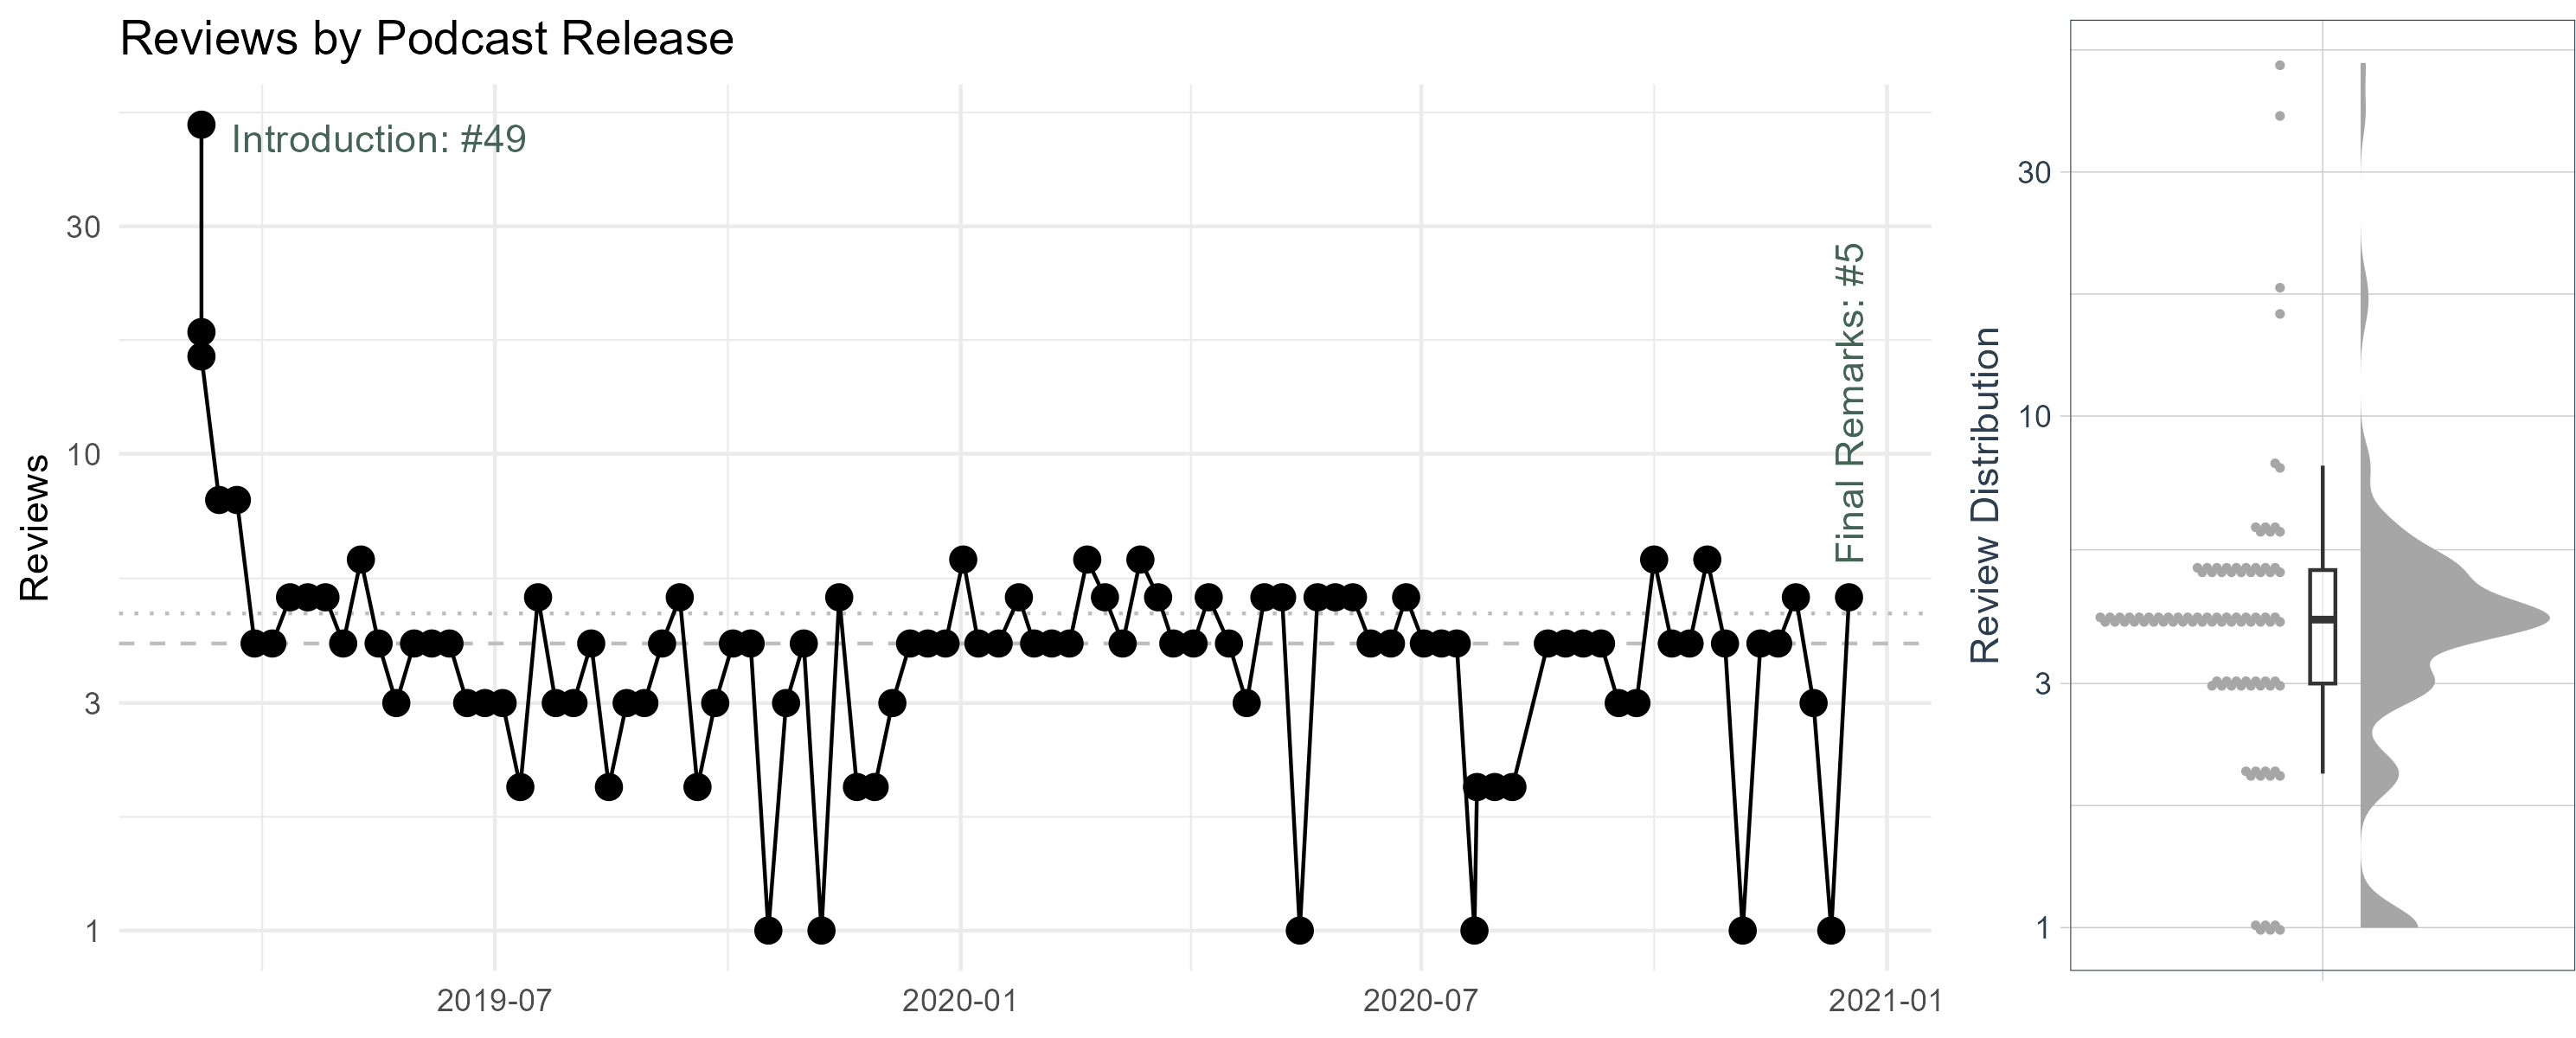 Reviews by Podcast Release
Introduction: #49
Final Remarks: #5
Reviews
30
10
3
1
2019-07
2020-01
2020-07
2021-01
Review Distribution
30
10
3
1